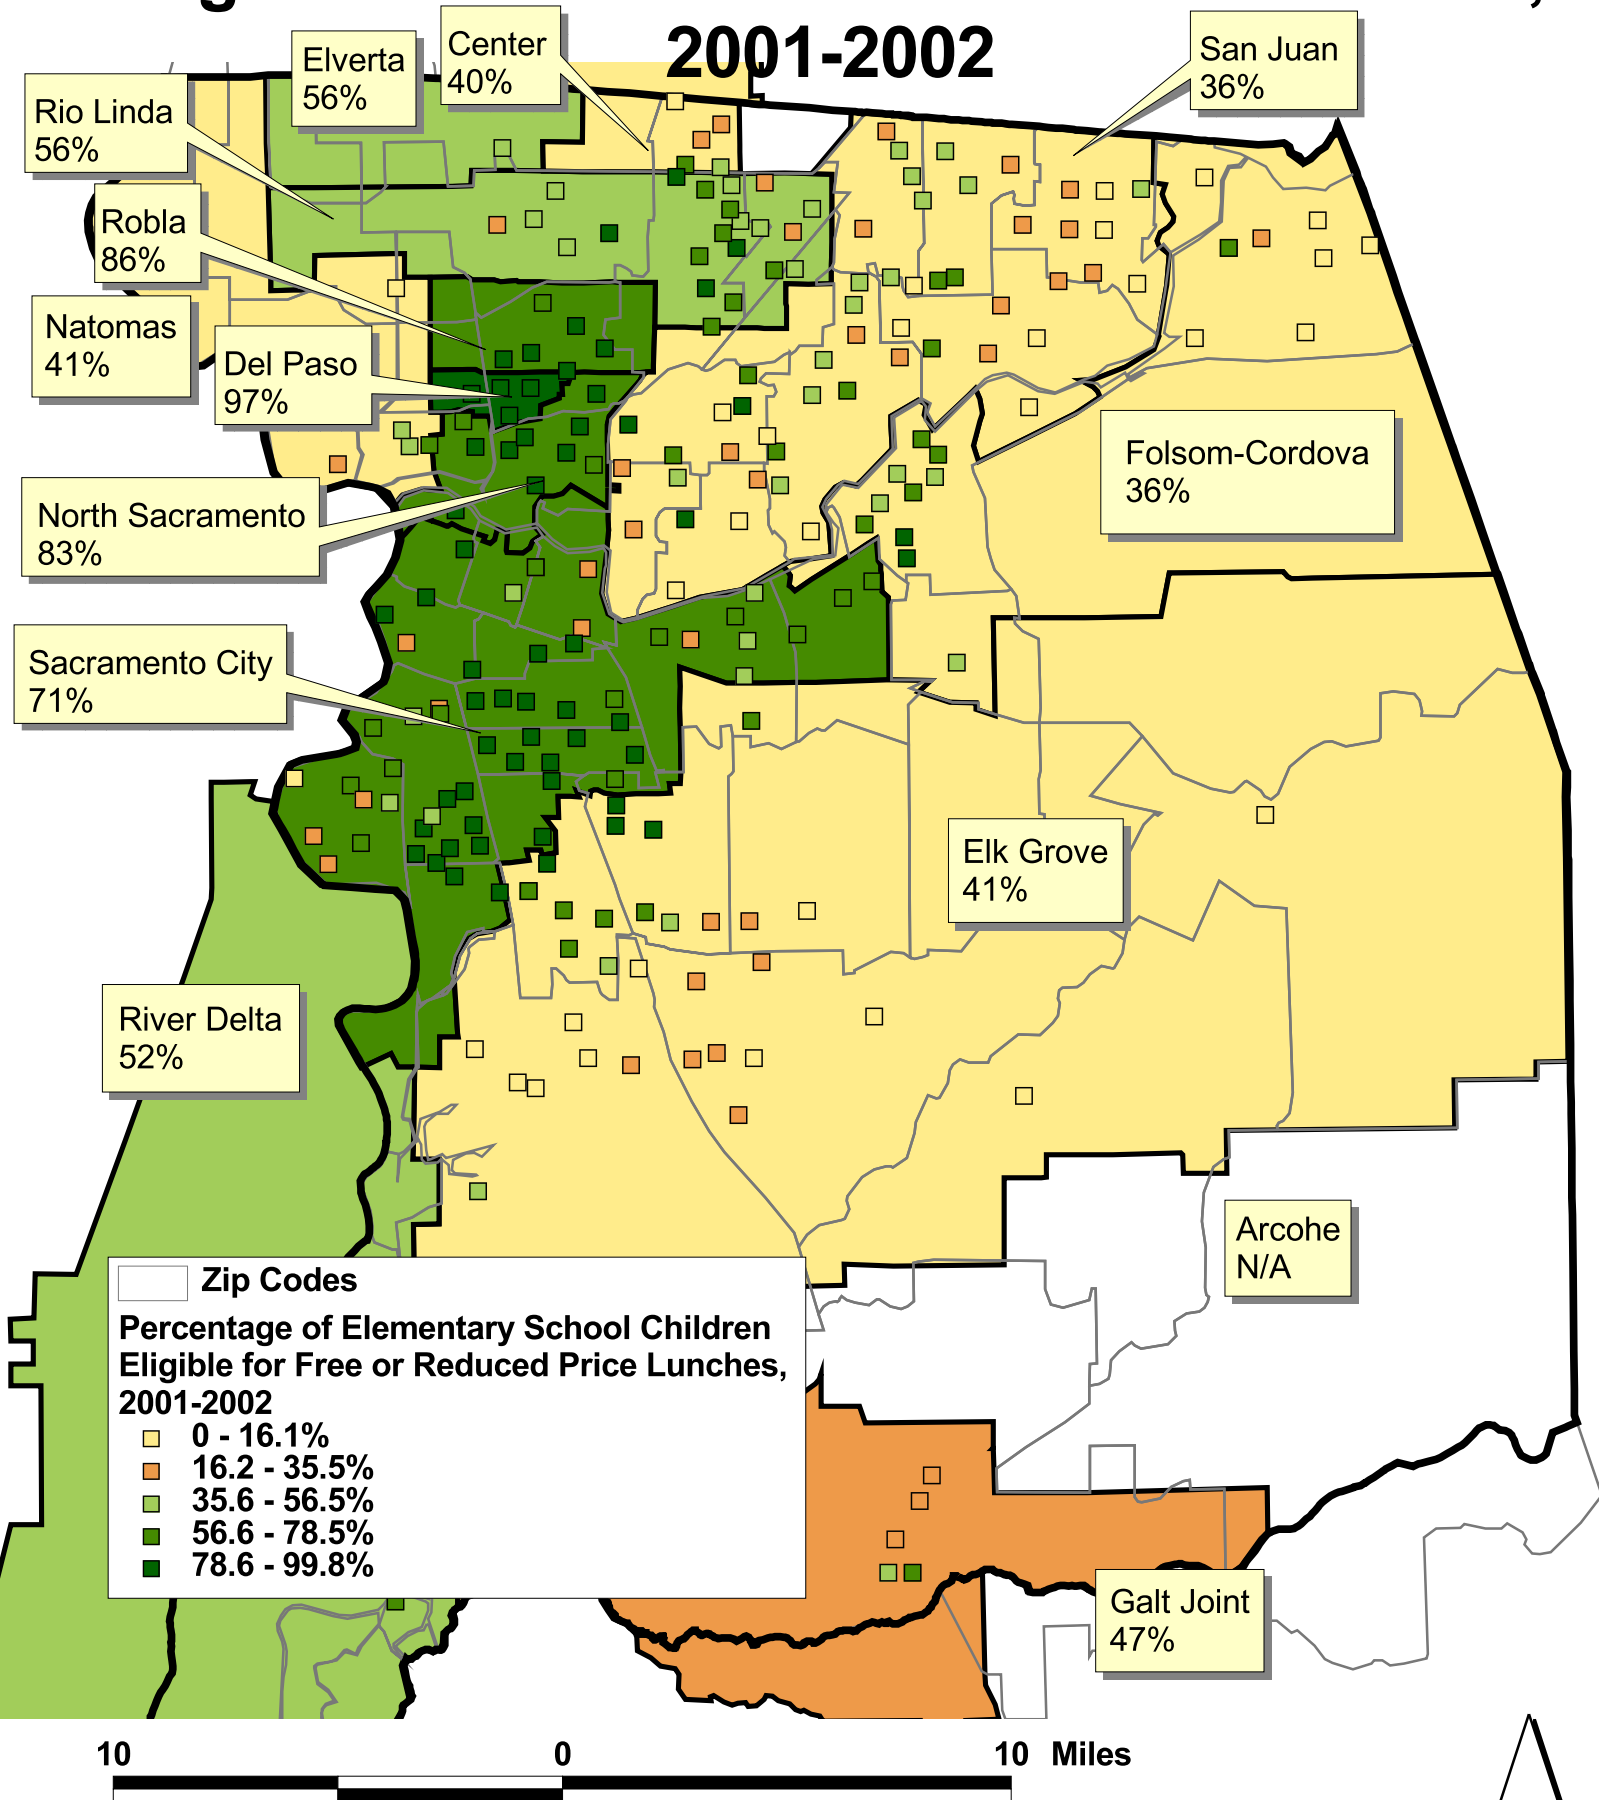 2001-2002
Elverta
56%
Center
40%
San Juan
36%
Rio Linda
56%
Robla
86%
Natomas
41%
Del Paso
97%
Folsom-Cordova
36%
North Sacramento
83%
Sacramento City
71%
Elk Grove
41%
River Delta
52%
Arcohe
N/A
Zip Codes
Percentage of Elementary School Children
Eligible for Free or Reduced Price Lunches,
2001-2002
0 - 16.1%
16.2 - 35.5%
35.6 - 56.5%
56.6 - 78.5%
78.6 - 99.8%
Galt Joint
47%
10 0 10 Miles